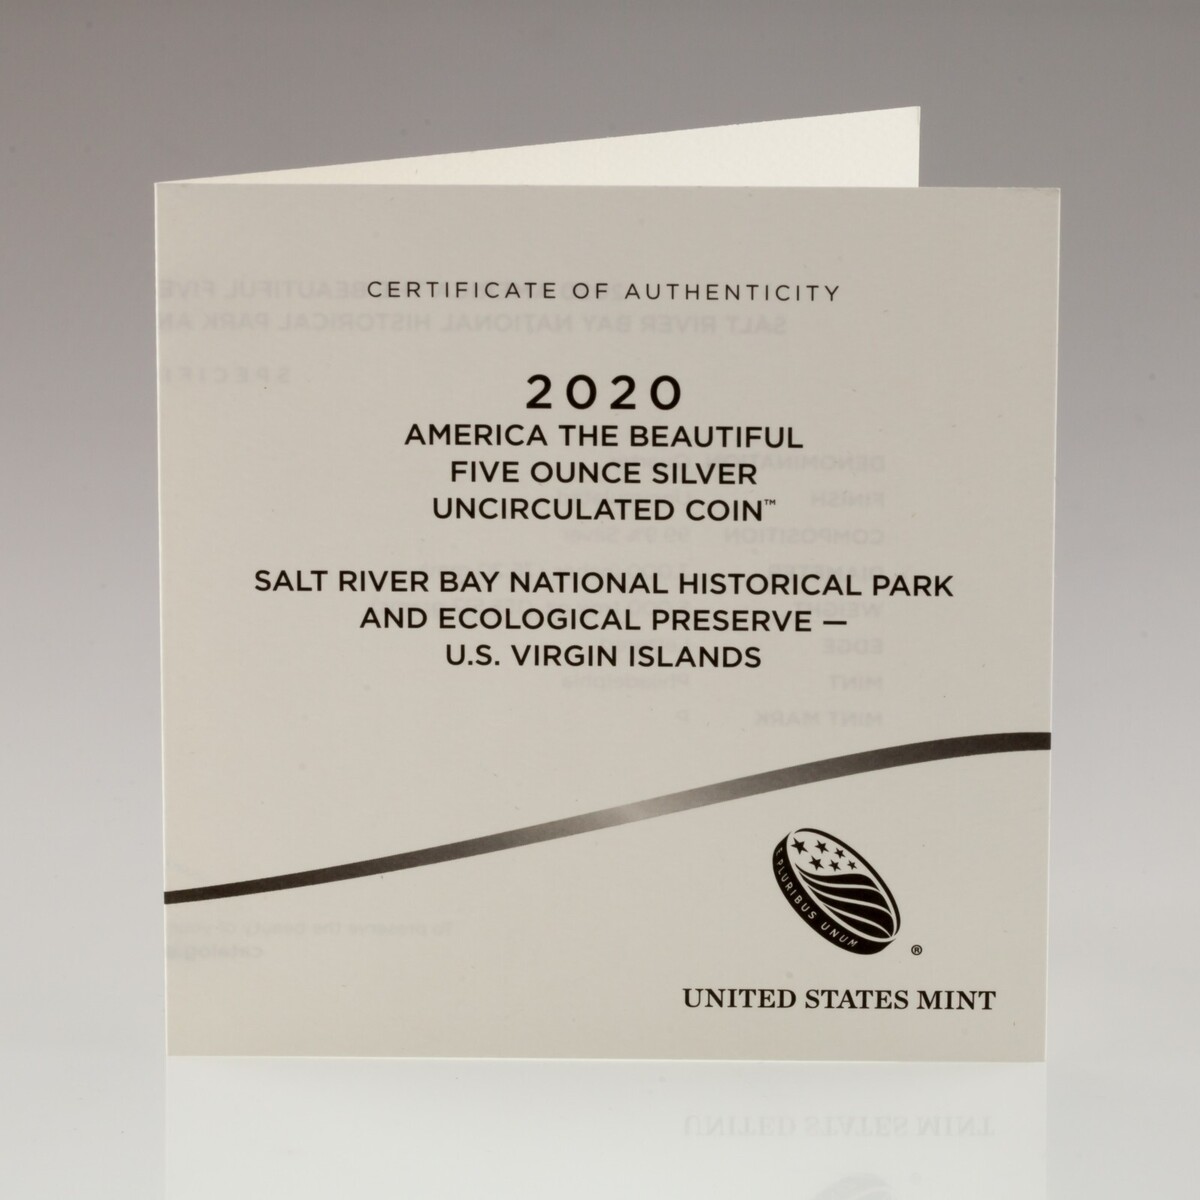 CERTIFICATE OF AUTHENTICITY
2020
AMERICA THE BEAUTIFUL
FIVE OUNCE SILVER
UNCIRCULATED COIN™
SALT RIVER BAY NATIONAL HISTORICAL PARK
AND ECOLOGICAL PRESERVE —
U.S. VIRGIN ISLANDS
E PLURIBUS UNUM
®
UNITED STATES MINT